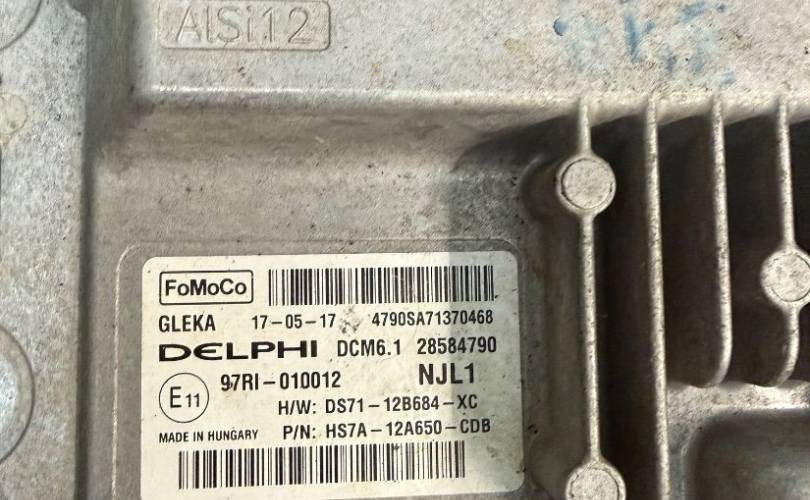 AlSi12
FoMoCo
GLEKA 17-05-17 4790SA71370468
DELPHI DCM6.1 28584790
E11 97RI-010012 NJL1
H/W: DS71-12B684-XC
MADE IN HUNGARY P/N: HS7A-12A650-CDB